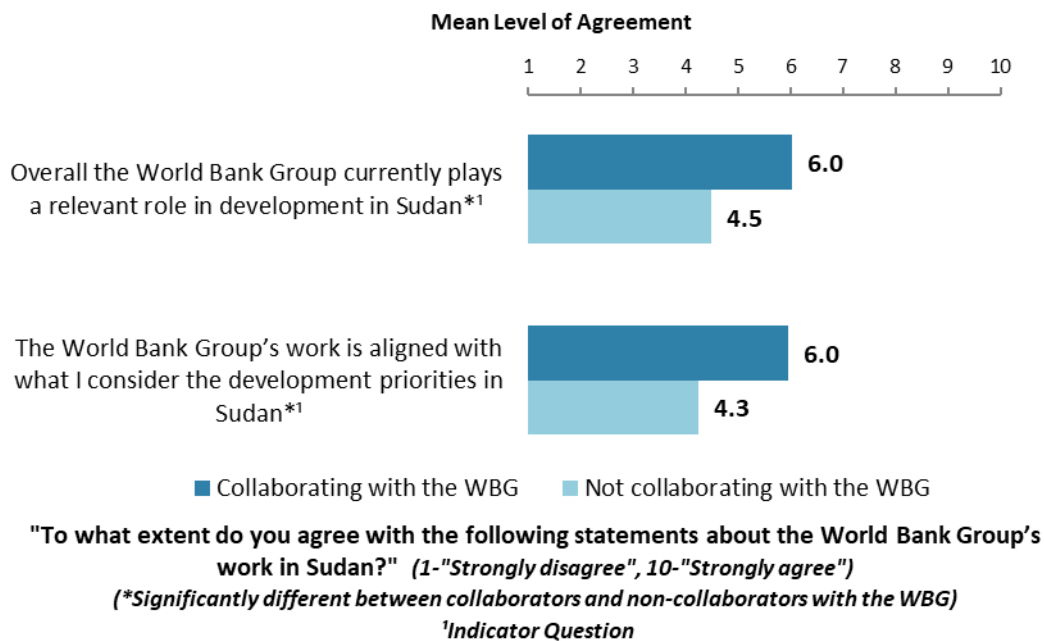 Mean Level of Agreement
1 2 3 4 5 6 7 8 9 10
Overall the World Bank Group currently plays
a relevant role in development in Sudan*¹
6.0
4.5
The World Bank Group’s work is aligned with
what I consider the development priorities in
Sudan*¹
6.0
4.3
Collaborating with the WBG Not collaborating with the WBG
"To what extent do you agree with the following statements about the World Bank Group’s
work in Sudan?" (1-"Strongly disagree", 10-"Strongly agree")
(*Significantly different between collaborators and non-collaborators with the WBG)
¹Indicator Question